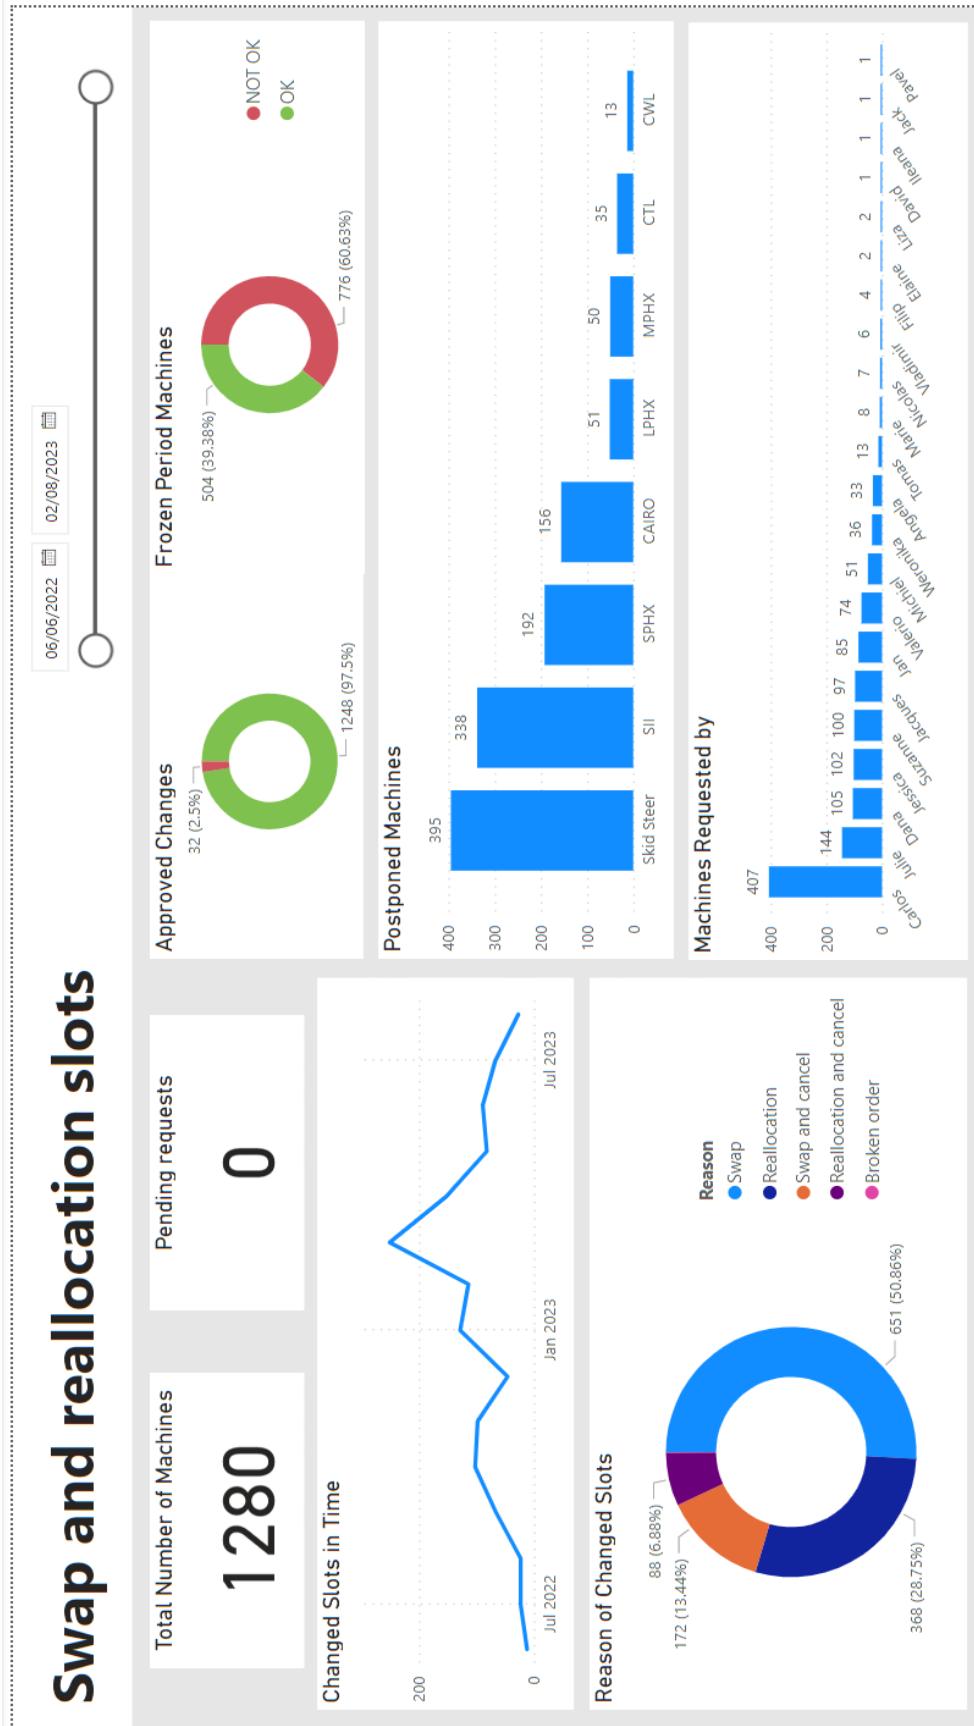 Swap and reallocation slots
06/06/2022
02/08/2023
Total Number of Machines
1280
Pending requests
0
Approved Changes
32 (2.5%)
1248 (97.5%)
Frozen Period Machines
504 (39.38%)
776 (60.63%)
NOT OK
OK
Changed Slots in Time
200
0
Jul 2022
Jan 2023
Jul 2023
Postponed Machines
400
300
200
100
0
395
338
192
156
51
50
35
13
Skid Steer
SII
SPHX
CAIRO
LPHX
MPHX
CTL
CWL
Reason of Changed Slots
88 (6.88%)
172 (13.44%)
368 (28.75%)
651 (50.86%)
Reason
Swap
Reallocation
Swap and cancel
Reallocation and cancel
Broken order
Machines Requested by
400
200
0
407
144
105
102
100
97
85
74
51
36
33
13
8
7
6
4
2
2
1
1
1
1
Carlos
Julie
Dana
Jessica
Suzanne
Jacques
Jan
Valerio
Michiel
Weronika
Angela
Tomas
Marie
Nicolas
Vladimir
Filip
Elaine
Liza
David
Ileana
Jack
Pavel